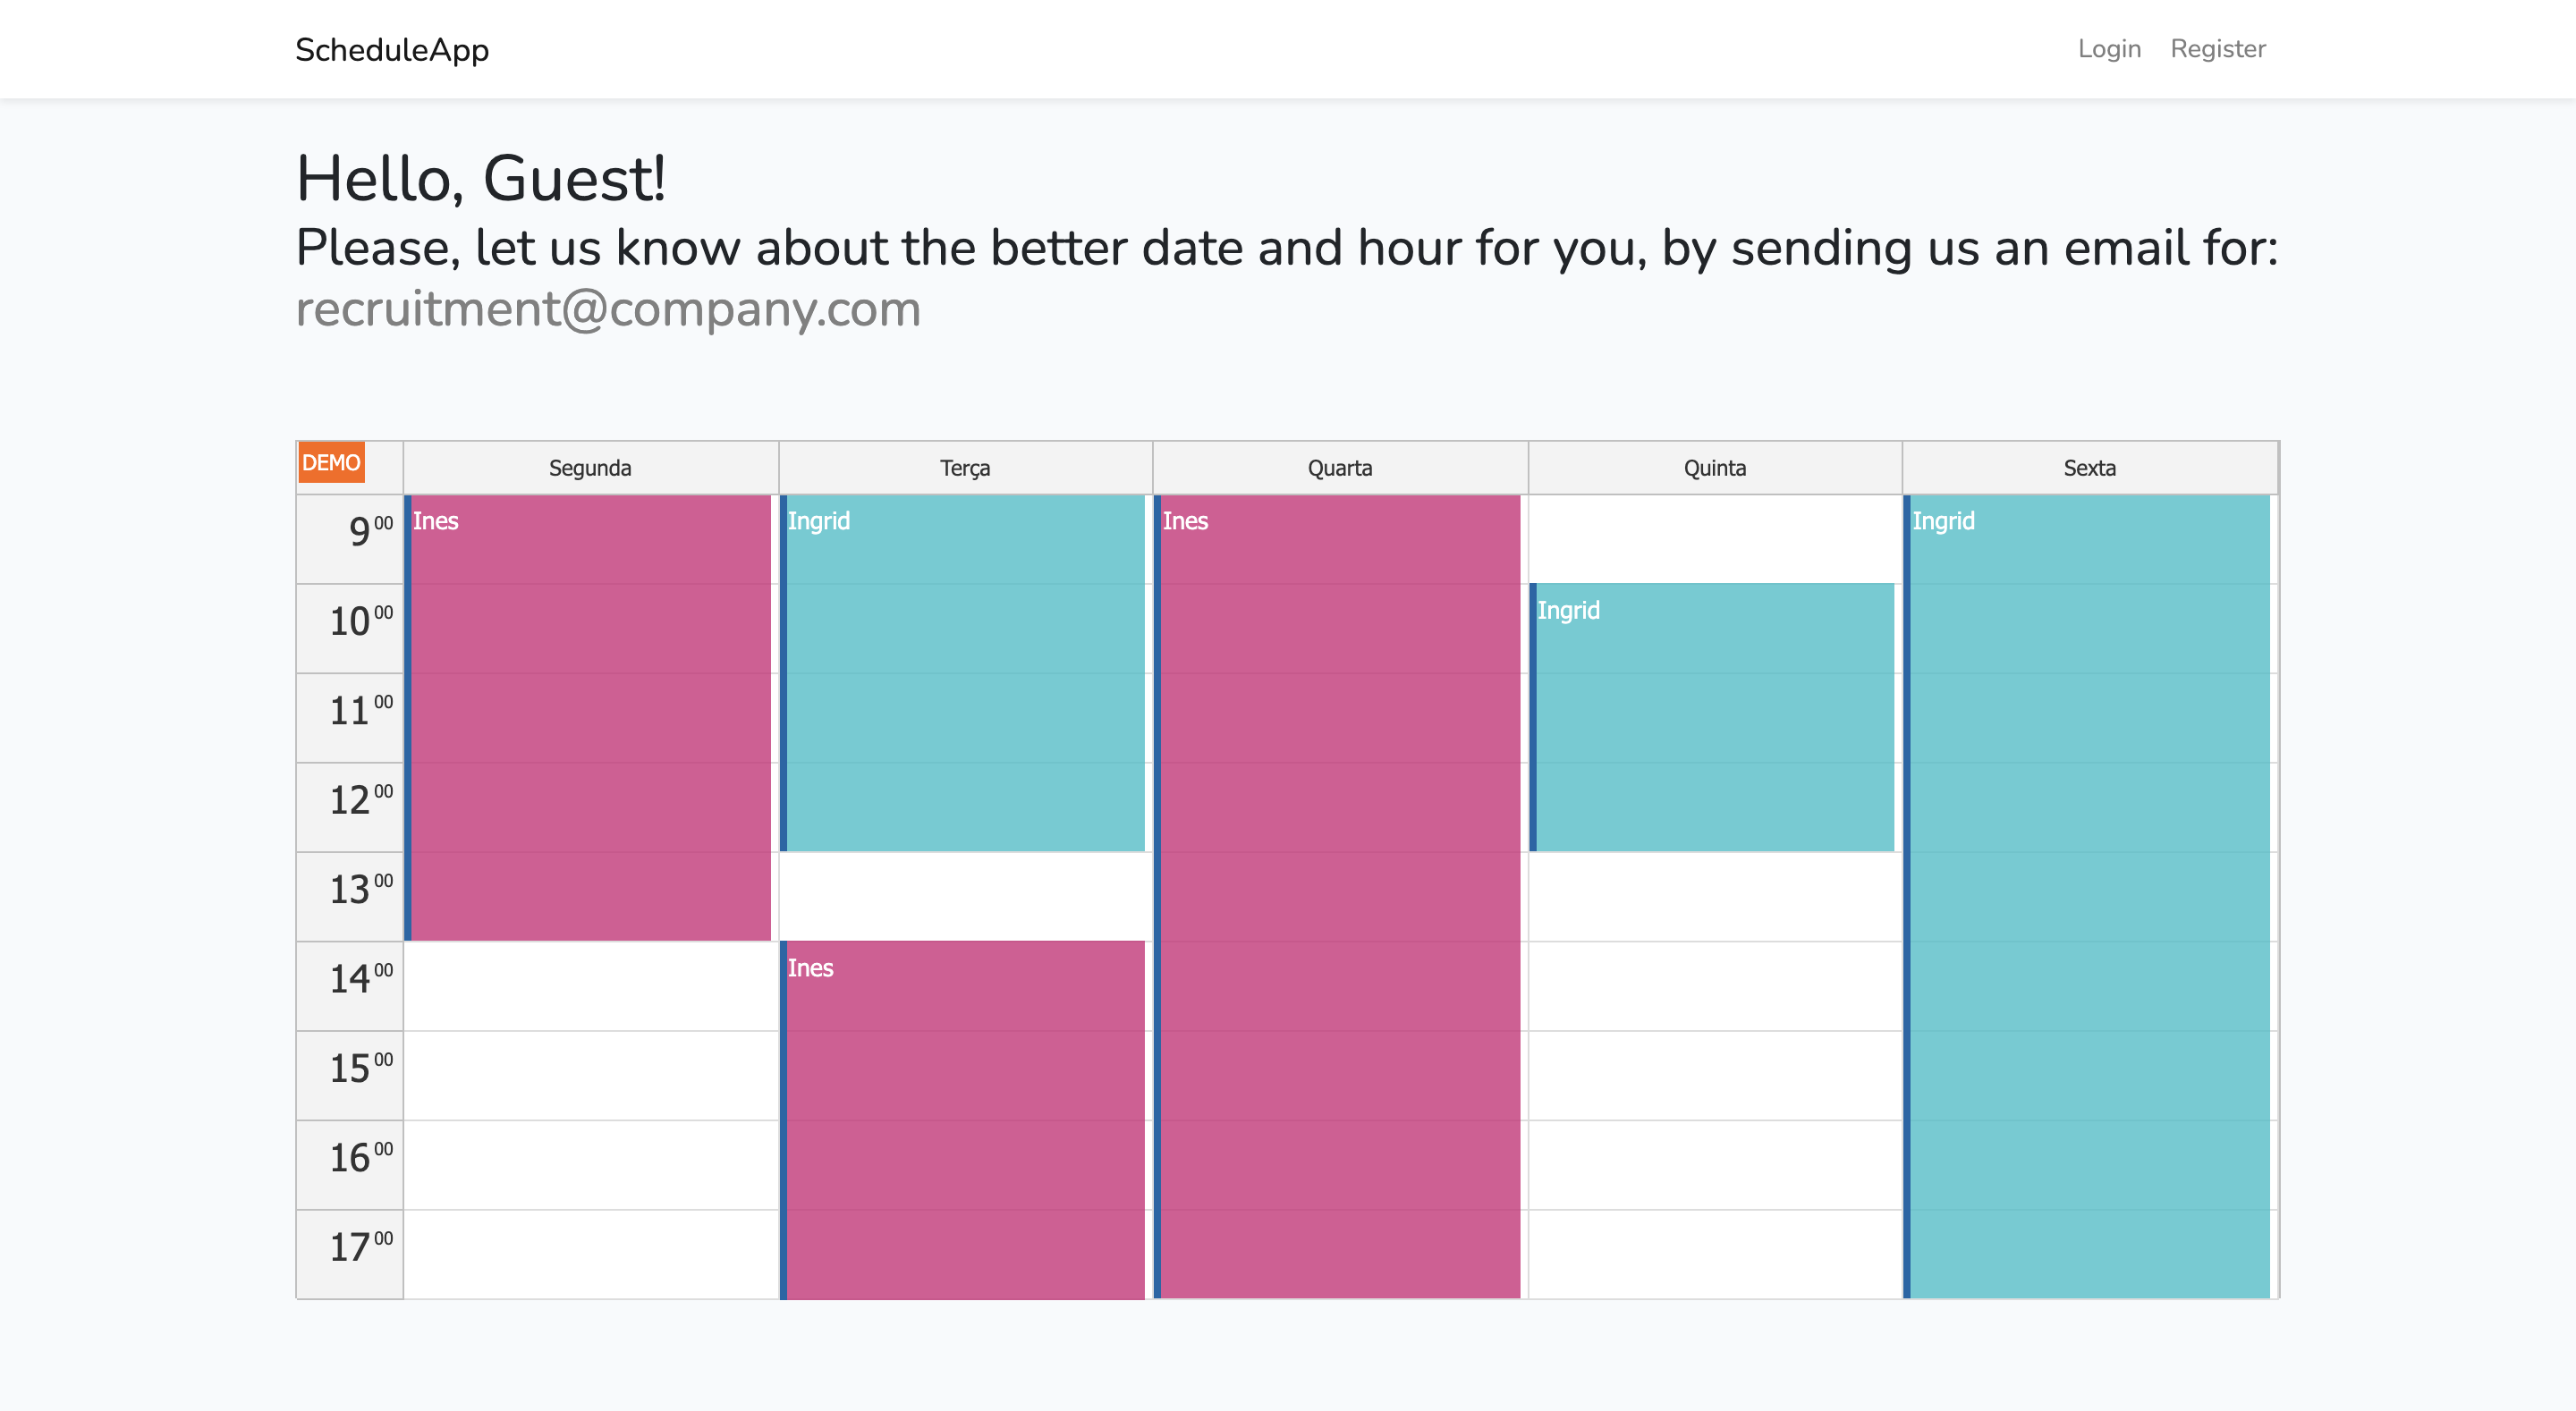 ScheduleApp
Login Register
Hello, Guest!
Please, let us know about the better date and hour for you, by sending us an email for:
recruitment@company.com
DEMO Segunda Terça Quarta Quinta Sexta
9 00 Ines Ingrid Ines Ingrid
10 00 Ingrid
11 00
12 00
13 00
14 00 Ines
15 00
16 00
17 00